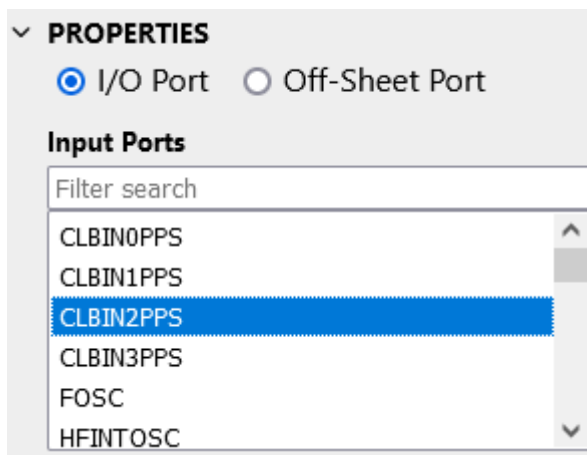 PROPERTIES
I/O Port Off-Sheet Port
Input Ports
Filter search
CLBIN0PPS
CLBIN1PPS
CLBIN2PPS
CLBIN3PPS
FOSC
HFINTOSC